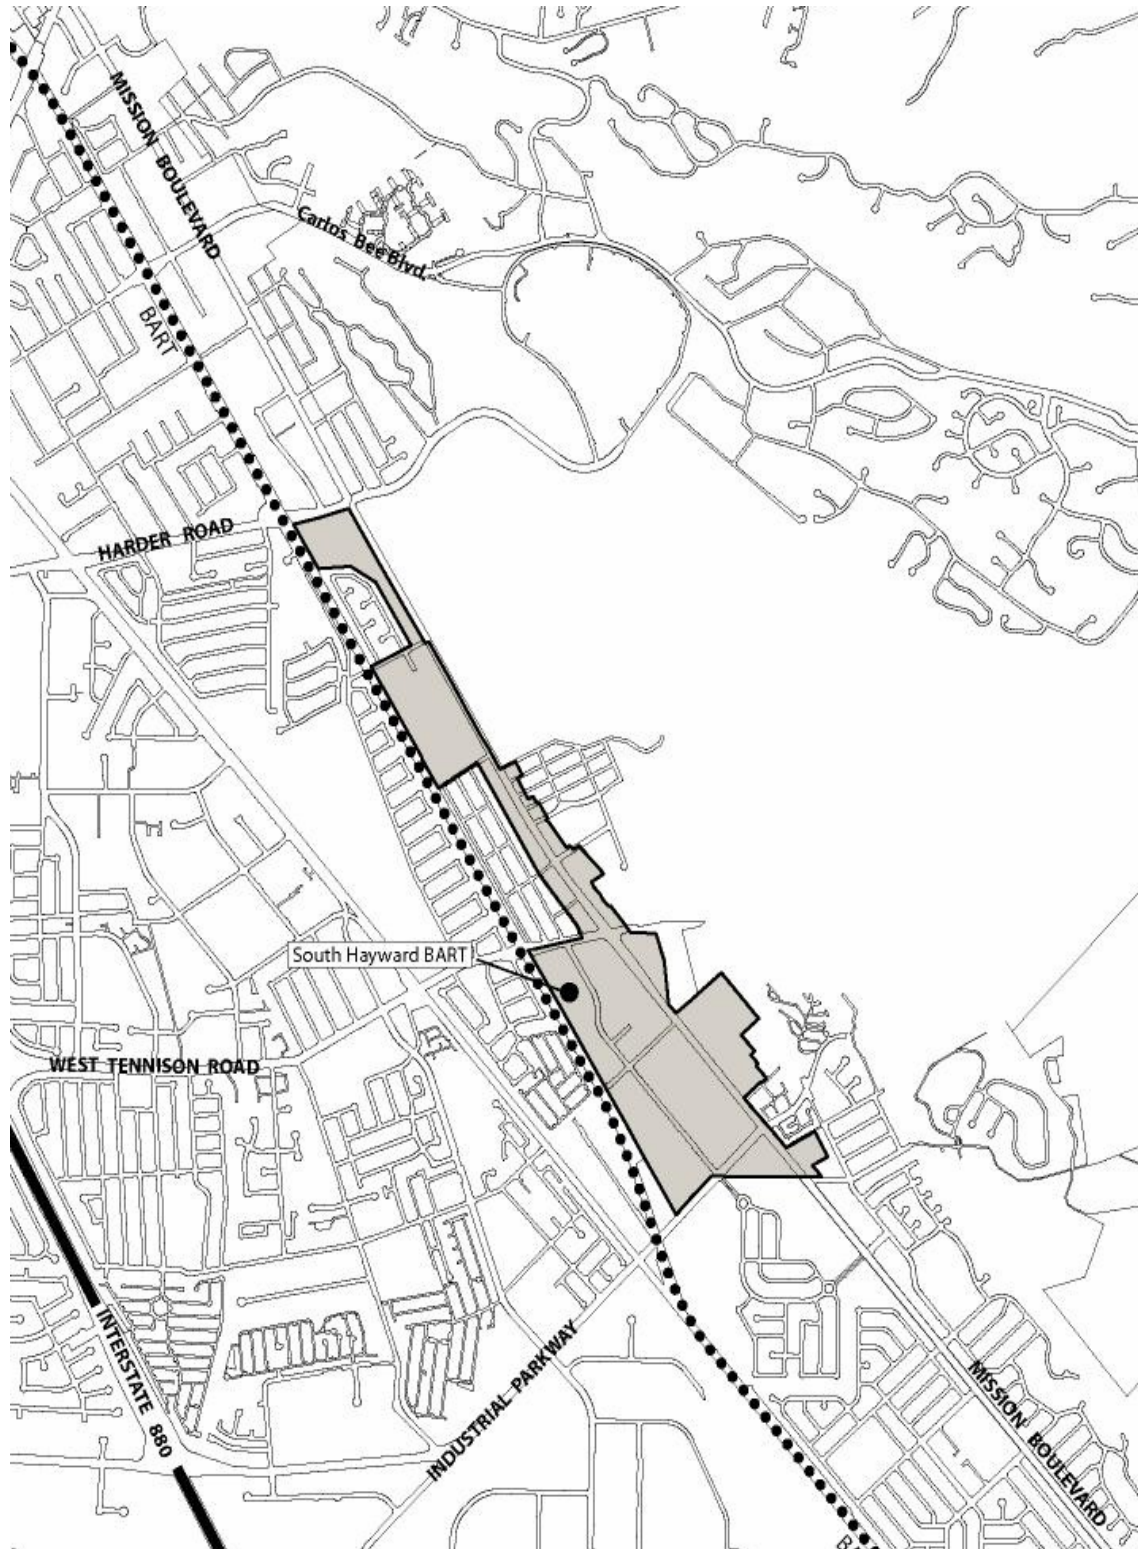 MISSION BOULEVARD
Carlos Bee Blvd.
BART
HARDER ROAD
South Hayward BART
WEST TENNISON ROAD
INTERSTATE 880
INDUSTRIAL PARKWAY
MISSION BOULEVARD